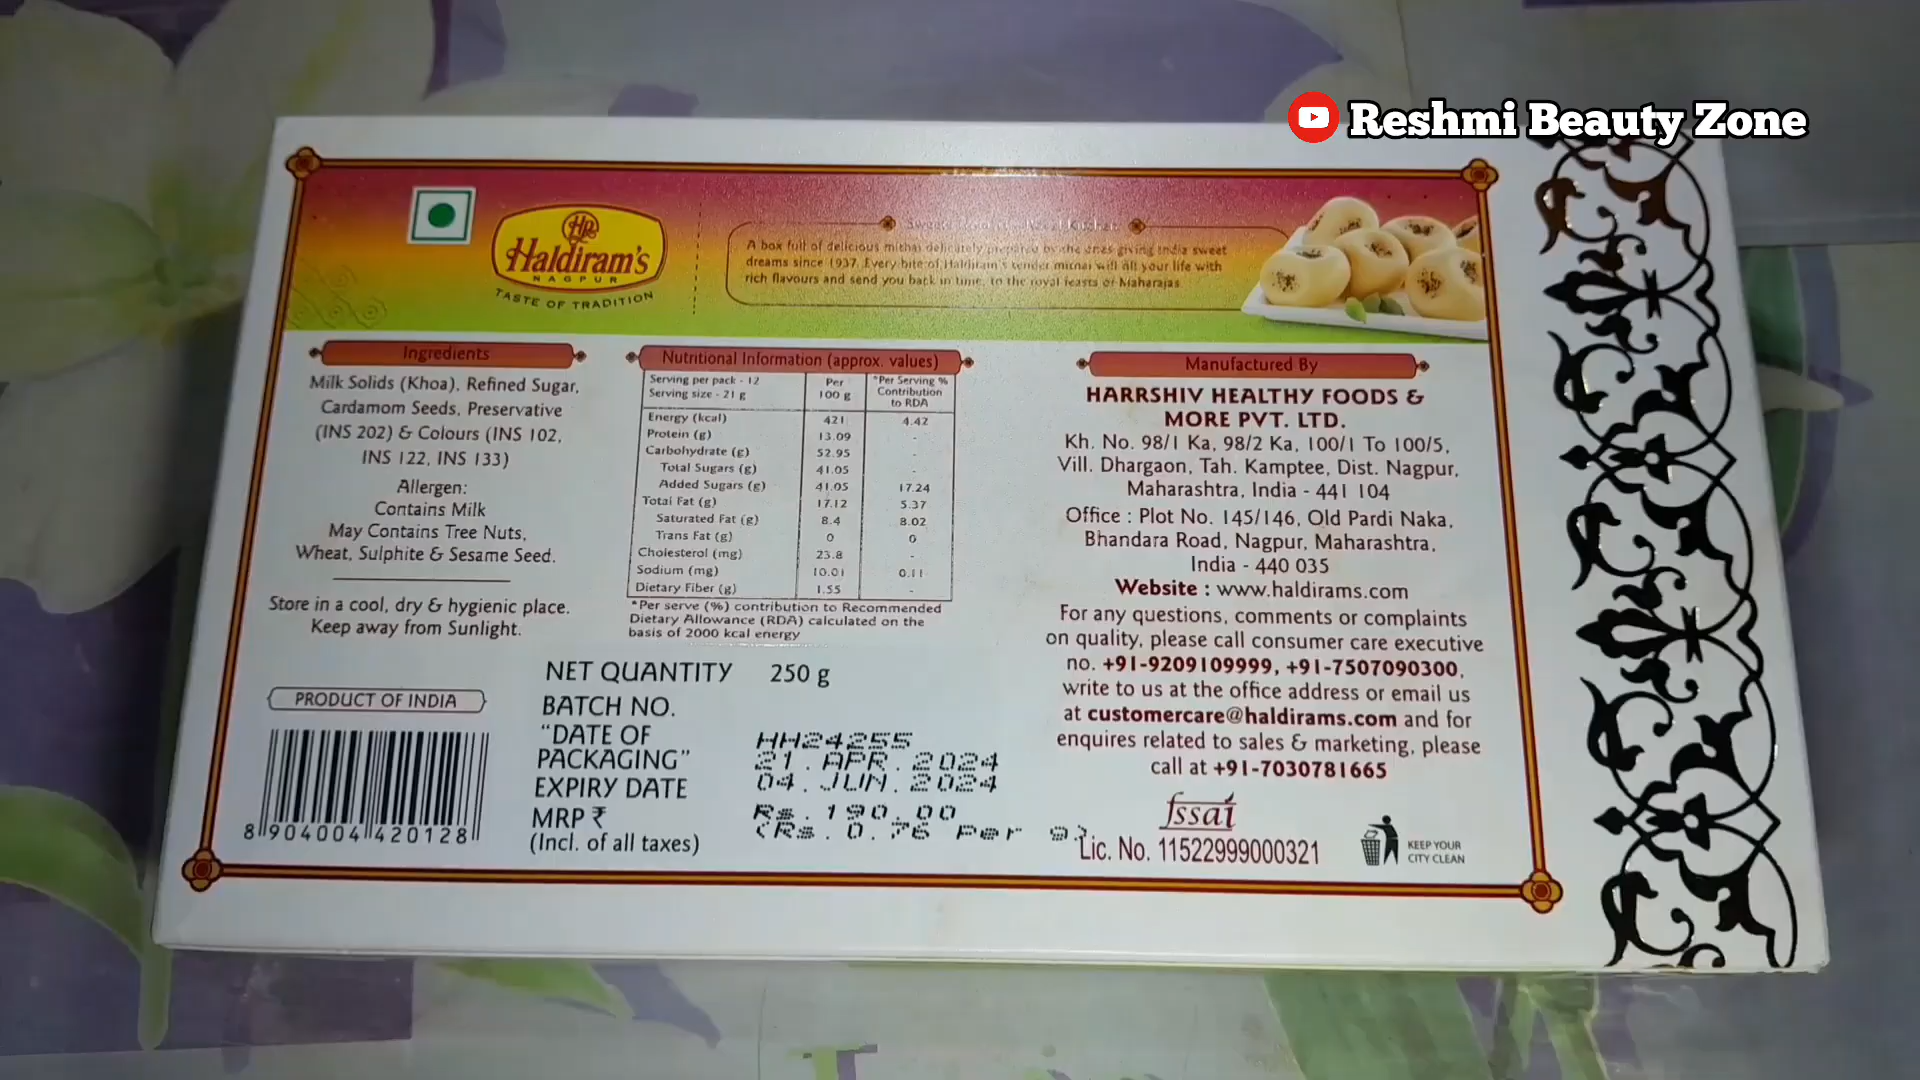 Reshmi Beauty Zone
HR
Haldiram's
NAGPUR
TASTE OF TRADITION
A box full of delicious mithai delicately prepared by the ones giving India sweet
dreams since 1937. Every bite of Haldiram's tender mithai will fill your life with
rich flavours and send you back in time, to the royal feasts of Maharajas
Ingredients
Milk Solids (Khoa), Refined Sugar,
Cardamom Seeds, Preservative
(INS 202) & Colours (INS 102,
INS 122, INS 133)
Allergen:
Contains Milk
May Contains Tree Nuts,
Wheat, Sulphite & Sesame Seed.
Store in a cool, dry & hygienic place.
Keep away from Sunlight.
PRODUCT OF INDIA
8 904004 420128
Nutritional Information (approx. values)
Serving per pack - 12
Serving size - 21 g
Per
100 g
*Per Serving %
Contribution
to RDA
Energy (kcal) 421 4.42
Protein (g) 13.09 -
Carbohydrate (g) 52.95 -
Total Sugars (g) 41.05 -
Added Sugars (g) 41.05 17.24
Total Fat (g) 17.12 5.37
Saturated Fat (g) 8.4 8.02
Trans Fat (g) 0 0
Cholesterol (mg) 23.8 -
Sodium (mg) 10.01 0.11
Dietary Fiber (g) 1.55 -
*Per serve (%) contribution to Recommended
Dietary Allowance (RDA) calculated on the
basis of 2000 kcal energy
NET QUANTITY 250 g
BATCH NO. HH24255
"DATE OF
PACKAGING" 21.APR.2024
EXPIRY DATE 04.JUN.2024
MRP ₹ Rs.190.00
(Incl. of all taxes) (Rs.0.76 Per g)
Manufactured By
HARRSHIV HEALTHY FOODS &
MORE PVT. LTD.
Kh. No. 98/1 Ka, 98/2 Ka, 100/1 To 100/5,
Vill. Dhargaon, Tah. Kamptee, Dist. Nagpur,
Maharashtra, India - 441 104
Office : Plot No. 145/146, Old Pardi Naka,
Bhandara Road, Nagpur, Maharashtra,
India - 440 035
Website : www.haldirams.com
For any questions, comments or complaints
on quality, please call consumer care executive
no. +91-9209109999, +91-7507090300,
write to us at the office address or email us
at customercare@haldirams.com and for
enquires related to sales & marketing, please
call at +91-7030781665
fssai
Lic. No. 11522999000321
KEEP YOUR
CITY CLEAN